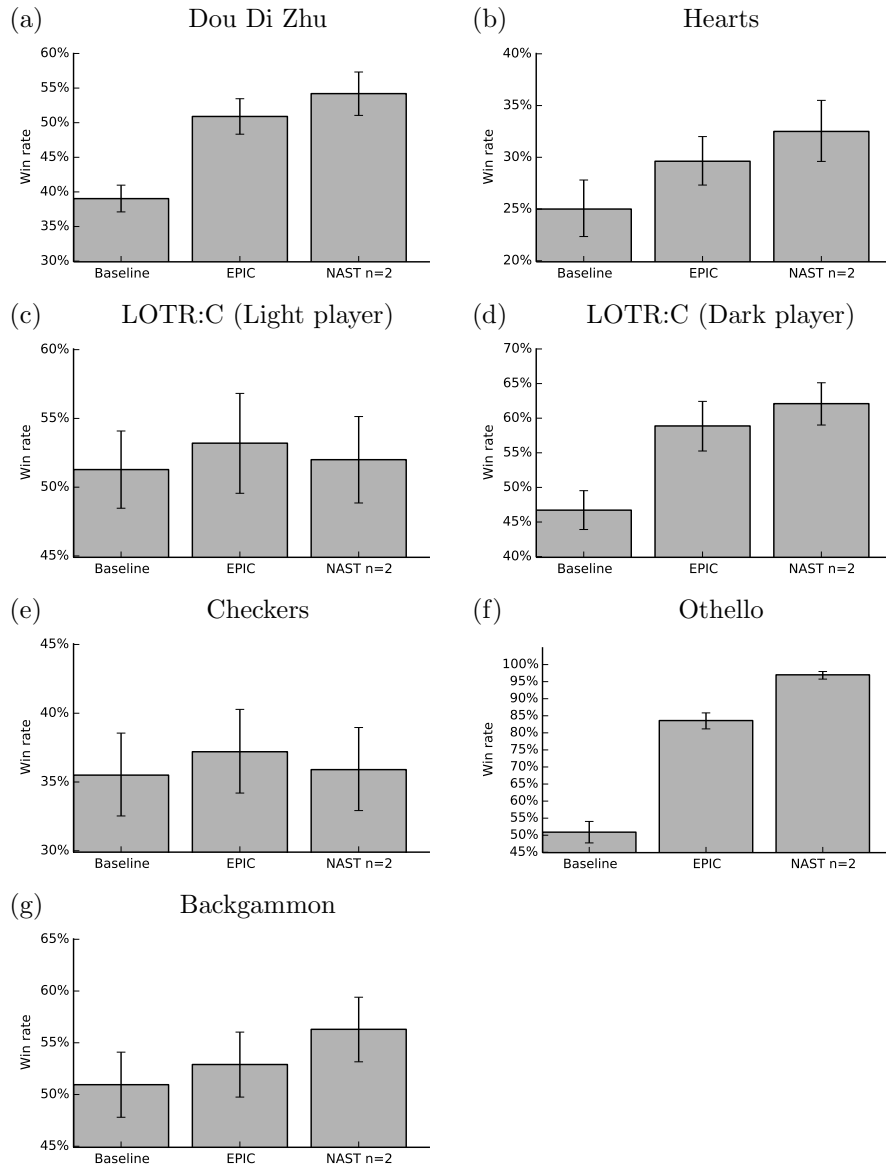 (a) Dou Di Zhu
60%
55%
50%
45%
40%
35%
30%
Win rate
Baseline EPIC NAST n=2
(b) Hearts
40%
35%
30%
25%
20%
Win rate
Baseline EPIC NAST n=2
(c) LOTR:C (Light player)
60%
55%
50%
45%
Win rate
Baseline EPIC NAST n=2
(d) LOTR:C (Dark player)
70%
65%
60%
55%
50%
45%
40%
Win rate
Baseline EPIC NAST n=2
(e) Checkers
45%
40%
35%
30%
Win rate
Baseline EPIC NAST n=2
(f) Othello
100%
95%
90%
85%
80%
75%
70%
65%
60%
55%
50%
45%
Win rate
Baseline EPIC NAST n=2
(g) Backgammon
65%
60%
55%
50%
45%
Win rate
Baseline EPIC NAST n=2